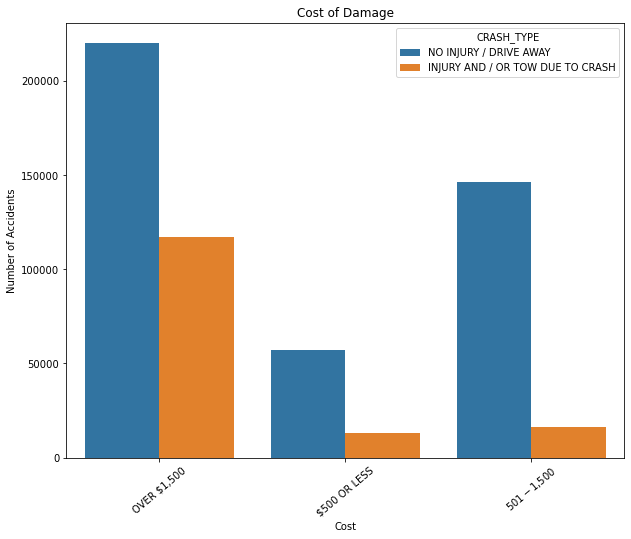 Cost of Damage
CRASH_TYPE
NO INJURY / DRIVE AWAY
INJURY AND / OR TOW DUE TO CRASH
Number of Accidents
200000
150000
100000
50000
0
OVER $1,500
$500 OR LESS
501 − 1,500
Cost